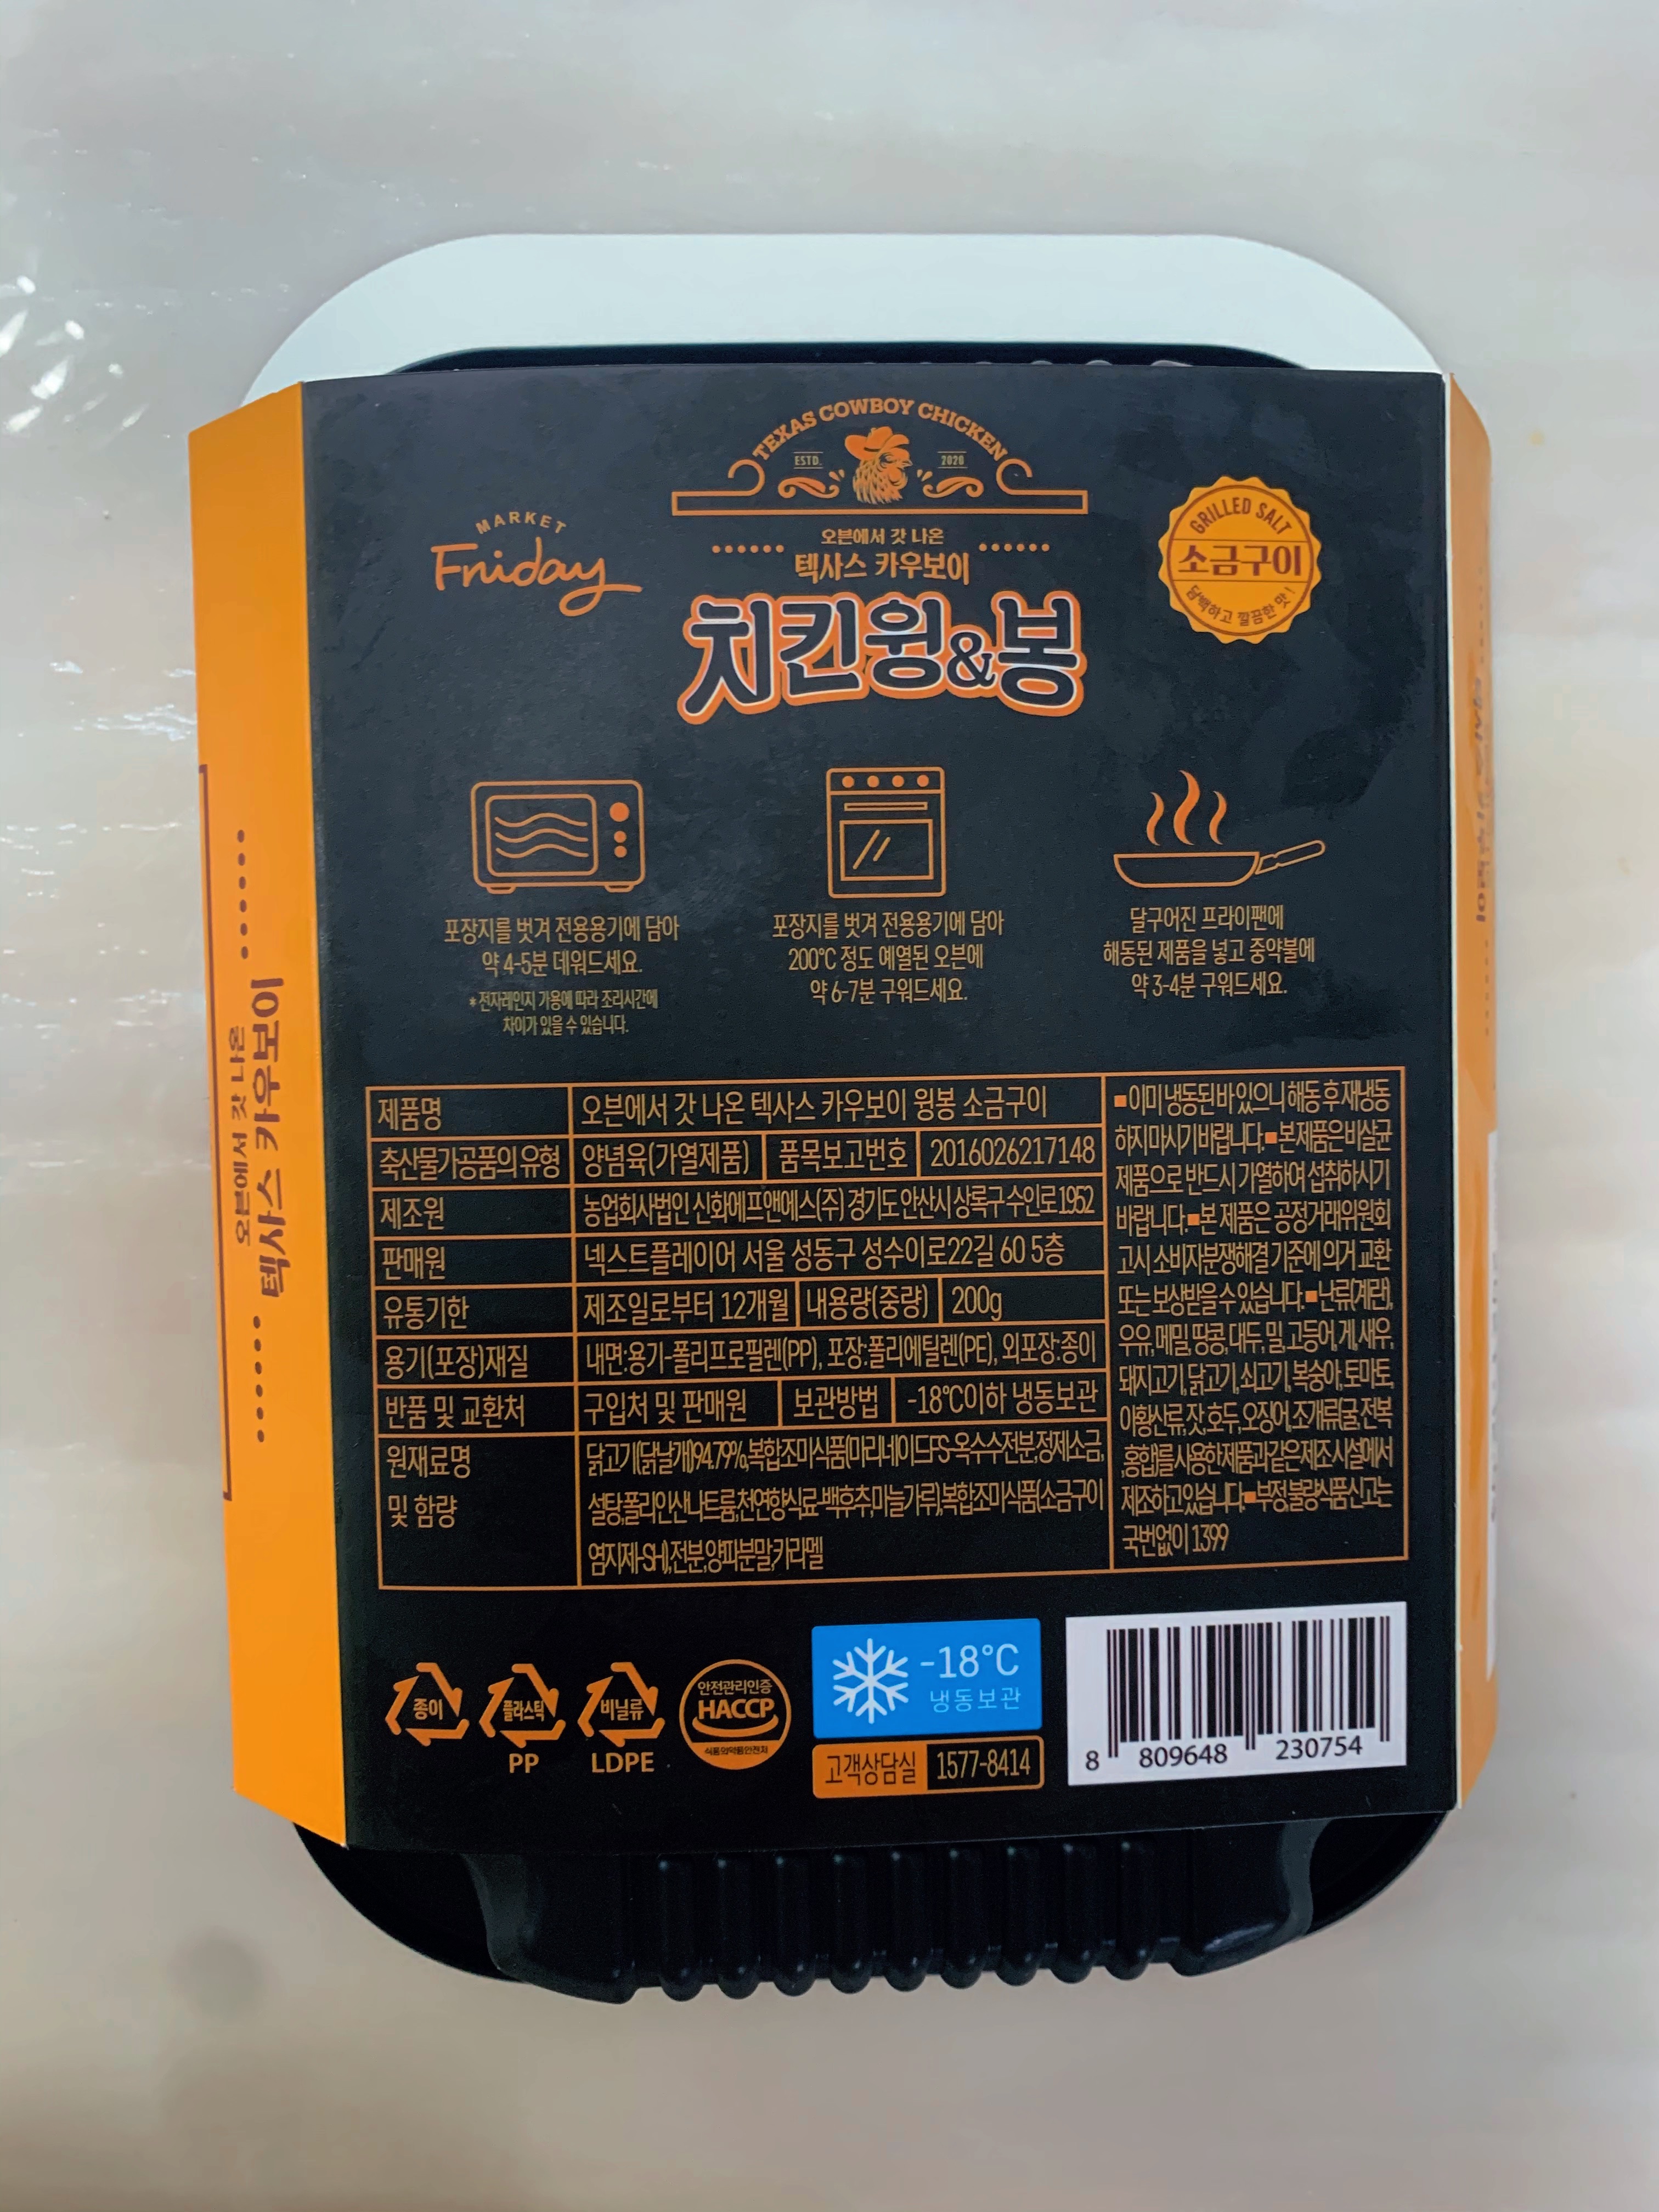 TEXAS COWBOY CHICKEN
ESTD. 2020
MARKET
Friday
오븐에서 갓 나온
텍사스 카우보이
치킨윙&봉
GRILLED SALT
소금구이
담백하고 깔끔한 맛!
포장지를 벗겨 전용용기에 담아
약 4-5분 데워드세요.
*전자레인지 가용에 따라 조리시간에
차이가 있을 수 있습니다.
포장지를 벗겨 전용용기에 담아
200℃ 정도 예열된 오븐에
약 6-7분 구워드세요.
달구어진 프라이팬에
해동된 제품을 넣고 중약불에
약 3-4분 구워드세요.
제품명 오븐에서 갓 나온 텍사스 카우보이 윙봉 소금구이
축산물가공품의 유형 양념육(가열제품) 품목보고번호 2016026217148
제조원 농업회사법인 신화에프앤에스(주) 경기도 안산시 상록구 수인로 1952
판매원 넥스트플레이어 서울 성동구 성수이로22길 60 5층
유통기한 제조일로부터 12개월 내용량(중량) 200g
용기(포장)재질 내면:용기-폴리프로필렌(PP), 포장:폴리에틸렌(PE), 외포장:종이
반품 및 교환처 구입처 및 판매원 보관방법 -18℃이하 냉동보관
원재료명 닭고기(닭날개)94.79%,복합조미식품(마리네이드FS-옥수수전분,정제소금,
및 함량 설탕,폴리인산나트륨,천연향식료-백후추,마늘가루),복합조미식품(소금구이
염지제-SH),전분,양파분말,카라멜
■이미 냉동된 바 있으니 해동 후 재냉동
하지 마시기 바랍니다.■본 제품은 비살균
제품으로 반드시 가열하여 섭취하시기
바랍니다.■본 제품은 공정거래위원회
고시 소비자분쟁해결 기준에 의거 교환
또는 보상받을 수 있습니다.■난류(계란),
우유,메밀,땅콩,대두,밀,고등어,게,새우,
돼지고기,닭고기,쇠고기,복숭아,토마토,
아황산류,잣,호두,오징어,조개류(굴,전복
,홍합)를 사용한 제품과 같은 제조시설에서
제조하고 있습니다.■부정,불량식품신고는
국번없이 1399
종이
플라스틱
PP
비닐류
LDPE
안전관리인증
HACCP
식품의약품안전처
-18℃
냉동보관
고객상담실 1577-8414
8 809648 230754
오븐에서 갓 나온
텍사스 카우보이